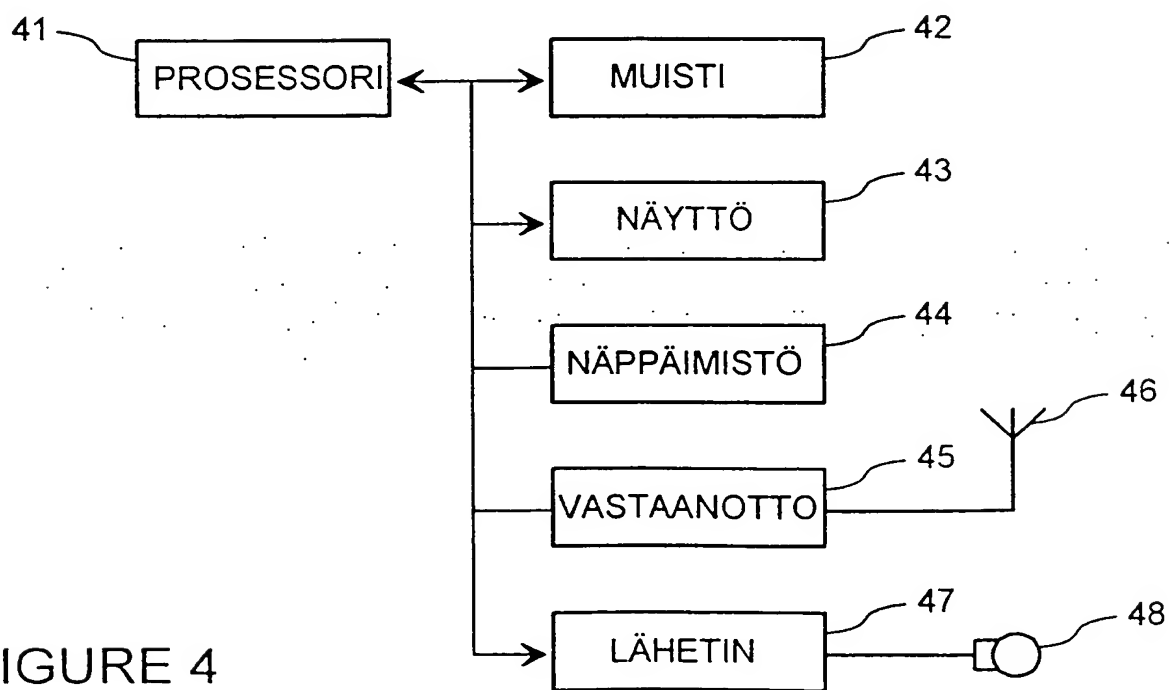 41
PROSESSORI
42
MUISTI
43
NÄYTTÖ
44
NÄPPÄIMISTÖ
46
45
VASTAANOTTO
47
LÄHETIN
48
IGURE 4